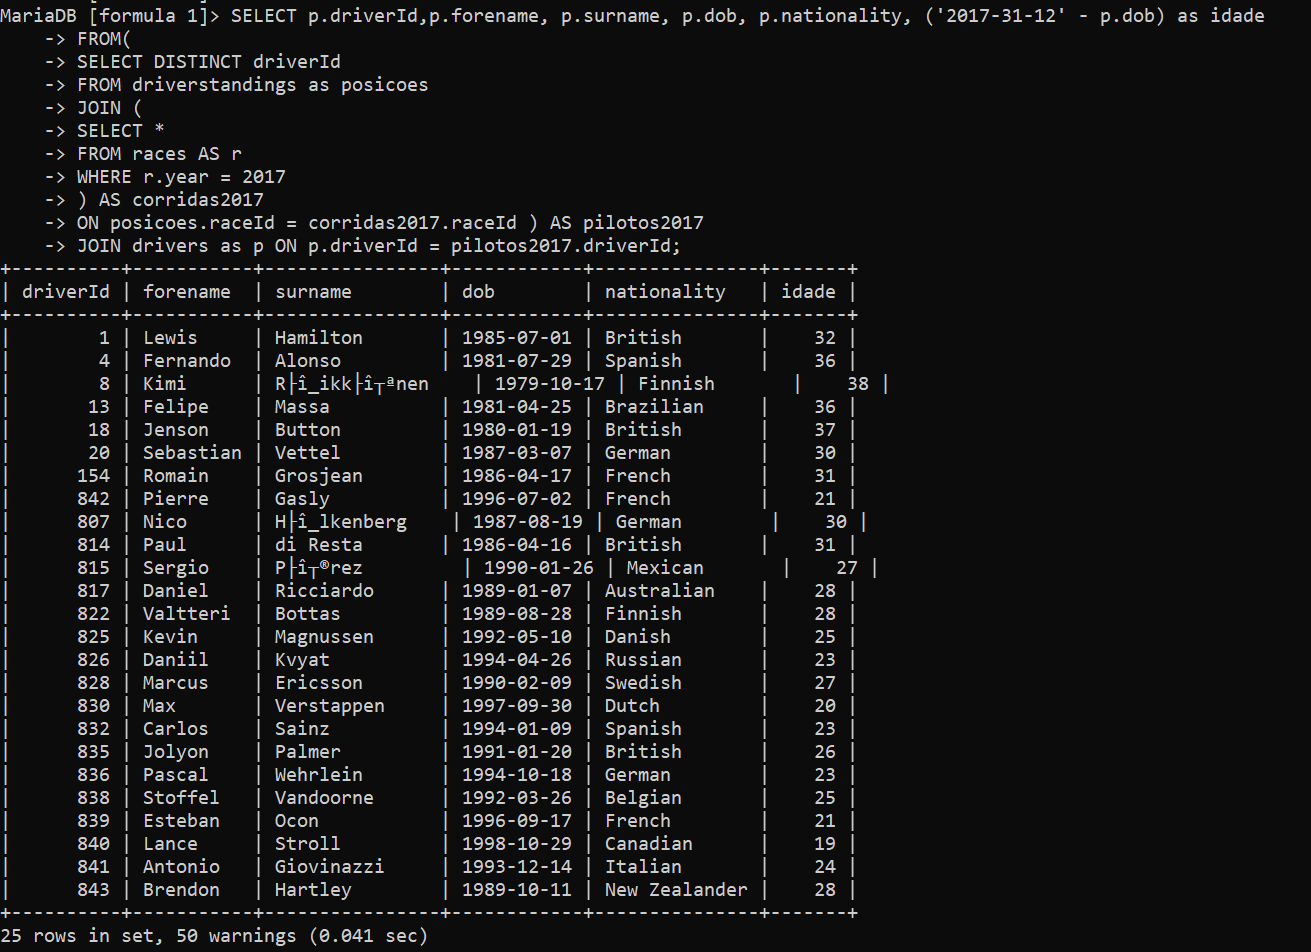 MariaDB [formula 1]> SELECT p.driverId,p.forename, p.surname, p.dob, p.nationality, ('2017-31-12' - p.dob) as idade
    -> FROM(
    -> SELECT DISTINCT driverId
    -> FROM driverstandings as posicoes
    -> JOIN (
    -> SELECT *
    -> FROM races AS r
    -> WHERE r.year = 2017
    -> ) AS corridas2017
    -> ON posicoes.raceId = corridas2017.raceId ) AS pilotos2017
    -> JOIN drivers as p ON p.driverId = pilotos2017.driverId;
+----------+-----------+----------------+------------+---------------+-------+
| driverId | forename  | surname        | dob        | nationality   | idade |
+----------+-----------+----------------+------------+---------------+-------+
|        1 | Lewis     | Hamilton       | 1985-07-01 | British       |    32 |
|        4 | Fernando  | Alonso         | 1981-07-29 | Spanish       |    36 |
|        8 | Kimi      | R├î_ikk├î┬ªnen    | 1979-10-17 | Finnish       |    38 |
|       13 | Felipe    | Massa          | 1981-04-25 | Brazilian     |    36 |
|       18 | Jenson    | Button         | 1980-01-19 | British       |    37 |
|       20 | Sebastian | Vettel         | 1987-03-07 | German        |    30 |
|      154 | Romain    | Grosjean       | 1986-04-17 | French        |    31 |
|      842 | Pierre    | Gasly          | 1996-07-02 | French        |    21 |
|      807 | Nico      | H├î_lkenberg    | 1987-08-19 | German        |    30 |
|      814 | Paul      | di Resta       | 1986-04-16 | British       |    31 |
|      815 | Sergio    | P├î┬®rez         | 1990-01-26 | Mexican       |    27 |
|      817 | Daniel    | Ricciardo      | 1989-01-07 | Australian    |    28 |
|      822 | Valtteri  | Bottas         | 1989-08-28 | Finnish       |    28 |
|      825 | Kevin     | Magnussen      | 1992-05-10 | Danish        |    25 |
|      826 | Daniil    | Kvyat          | 1994-04-26 | Russian       |    23 |
|      828 | Marcus    | Ericsson       | 1990-02-09 | Swedish       |    27 |
|      830 | Max       | Verstappen     | 1997-09-30 | Dutch         |    20 |
|      832 | Carlos    | Sainz          | 1994-01-09 | Spanish       |    23 |
|      835 | Jolyon    | Palmer         | 1991-01-20 | British       |    26 |
|      836 | Pascal    | Wehrlein       | 1994-10-18 | German        |    23 |
|      838 | Stoffel   | Vandoorne      | 1992-03-26 | Belgian       |    25 |
|      839 | Esteban   | Ocon           | 1996-09-17 | French        |    21 |
|      840 | Lance     | Stroll         | 1998-10-29 | Canadian      |    19 |
|      841 | Antonio   | Giovinazzi     | 1993-12-14 | Italian       |    24 |
|      843 | Brendon   | Hartley        | 1989-10-11 | New Zealander |    28 |
+----------+-----------+----------------+------------+---------------+-------+
25 rows in set, 50 warnings (0.041 sec)